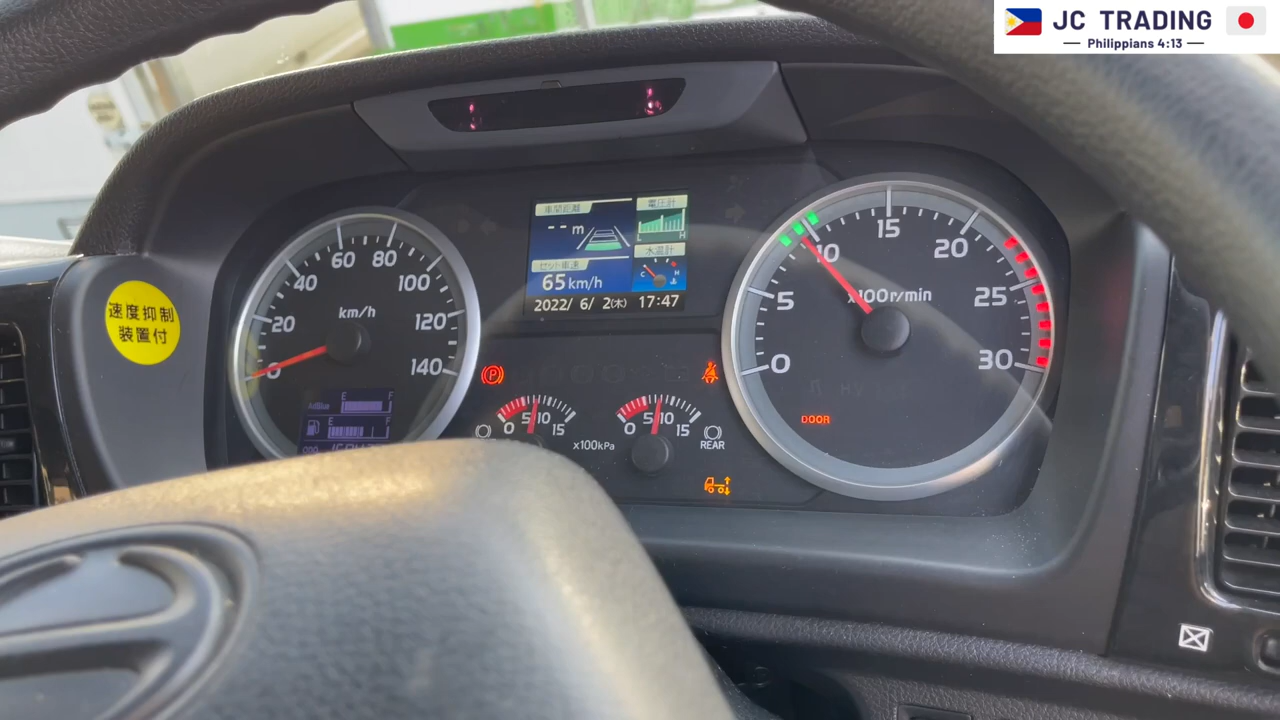 JC TRADING
Philippians 4:13
速度抑制
装置付
0
20
40
60
80
100
120
140
km/h
AdBlue
E F
E F
車間距離
-- m
セット車速
65 km/h
電圧計
L H
水温計
C H
2022/ 6/ 2(木) 17:47
P
0 5 10 15
x100kPa
0 5 10 15
REAR
0
5
10
15
20
25
30
x100r/min
DOOR